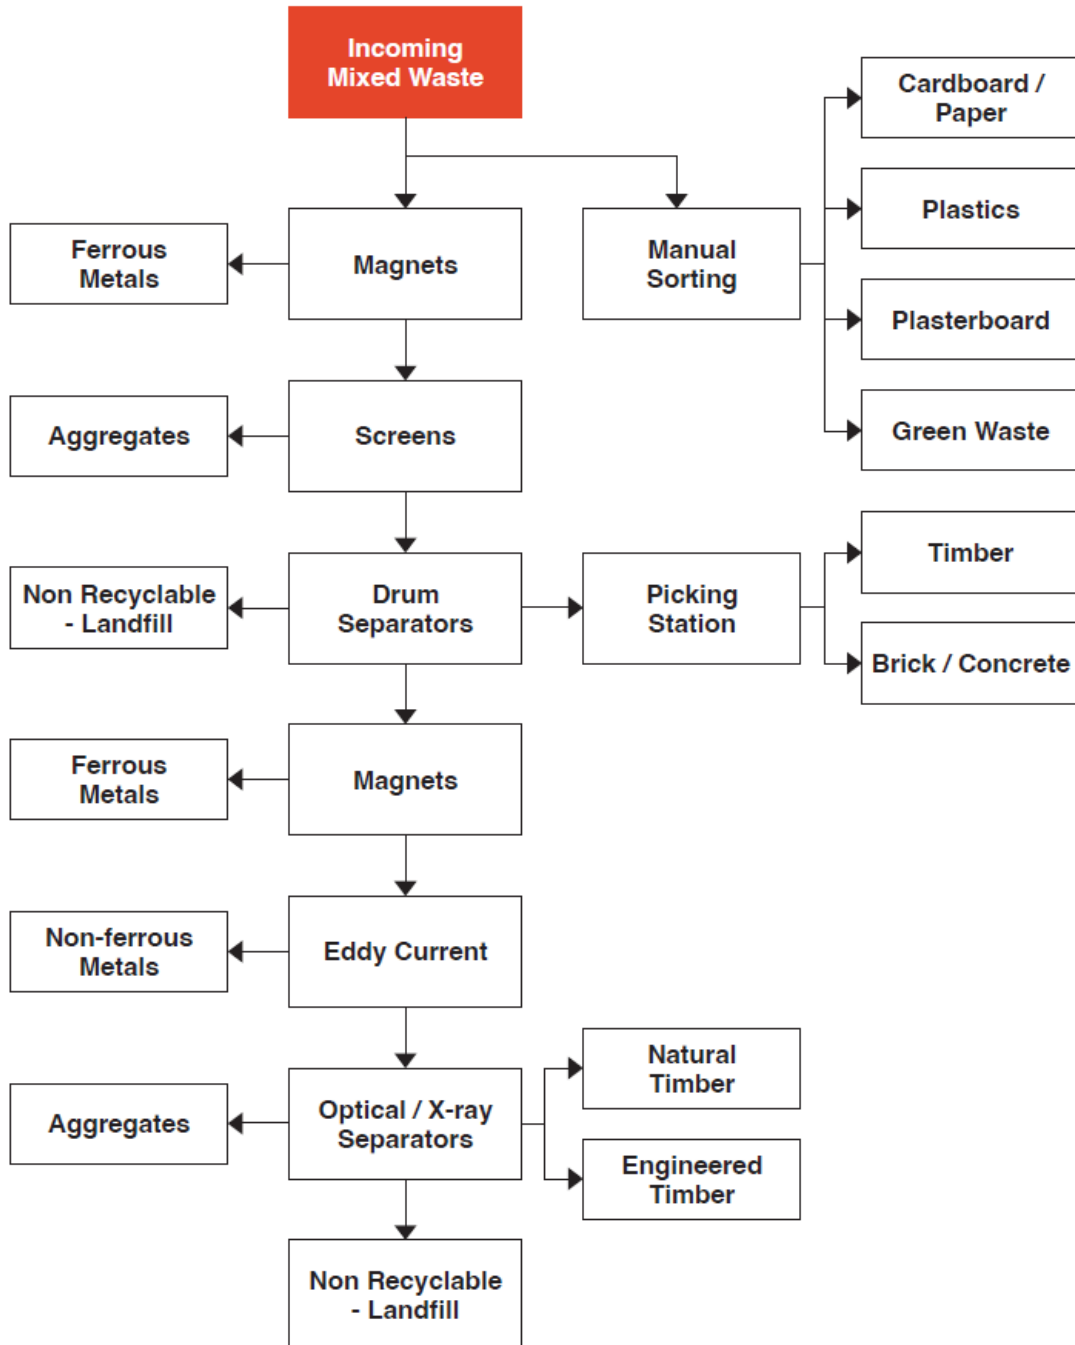 Incoming
Mixed Waste
Cardboard /
Paper
Ferrous
Metals
Magnets
Manual
Sorting
Plastics
Plasterboard
Aggregates
Screens
Green Waste
Non Recyclable
- Landfill
Drum
Separators
Picking
Station
Timber
Brick / Concrete
Ferrous
Metals
Magnets
Non-ferrous
Metals
Eddy Current
Aggregates
Optical / X-ray
Separators
Natural
Timber
Engineered
Timber
Non Recyclable
- Landfill